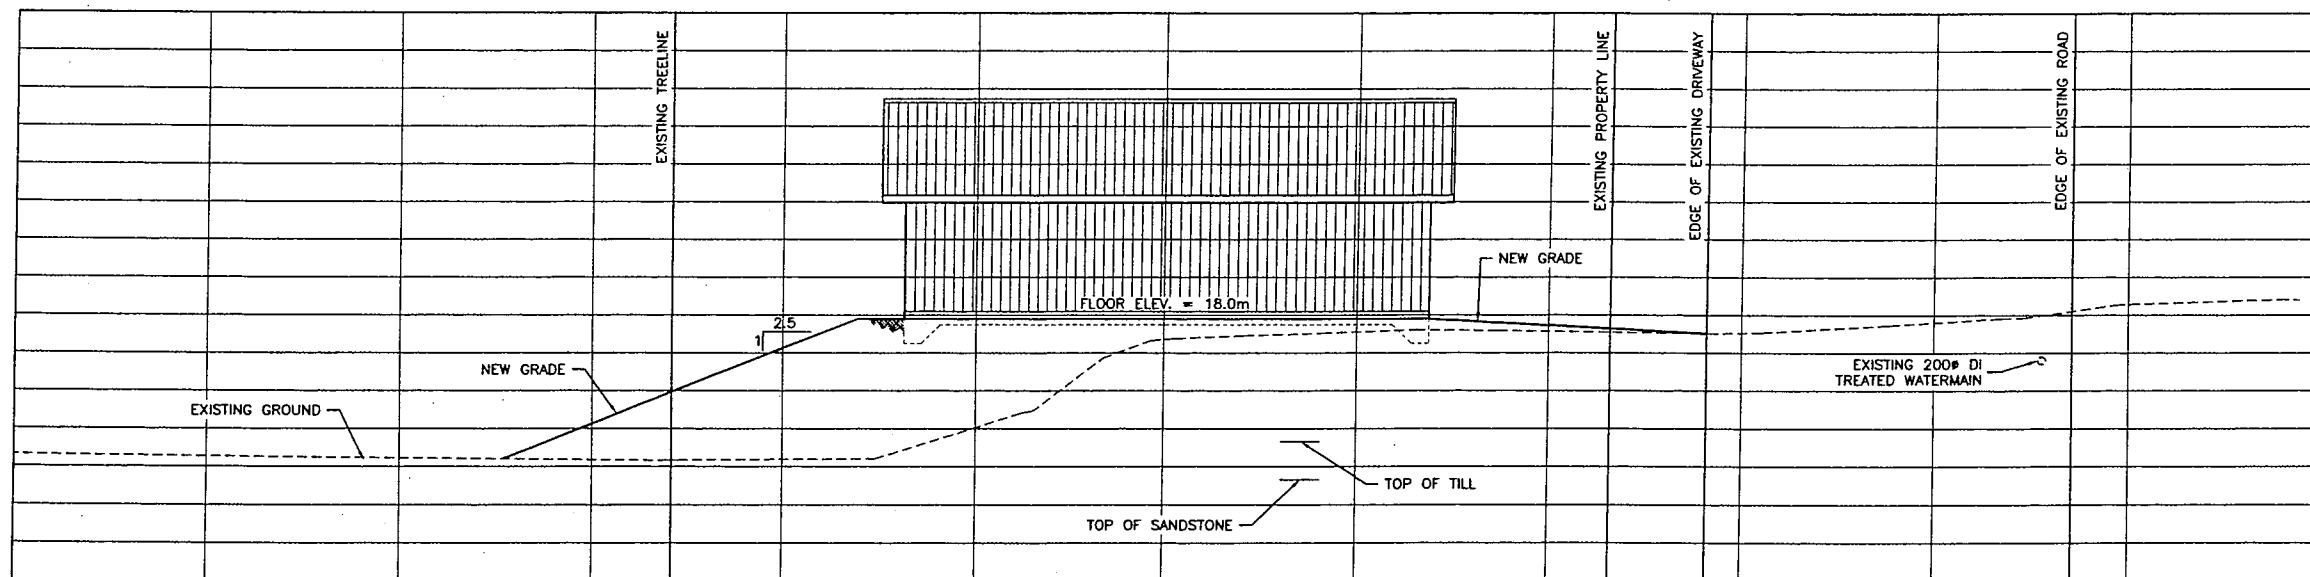 EXISTING TREELINE
EXISTING PROPERTY LINE
EDGE OF EXISTING DRIVEWAY
EDGE OF EXISTING ROAD
NEW GRADE
FLOOR ELEV. = 18.0m
2.5
1
NEW GRADE
EXISTING 200ø DI
TREATED WATERMAIN
EXISTING GROUND
TOP OF TILL
TOP OF SANDSTONE